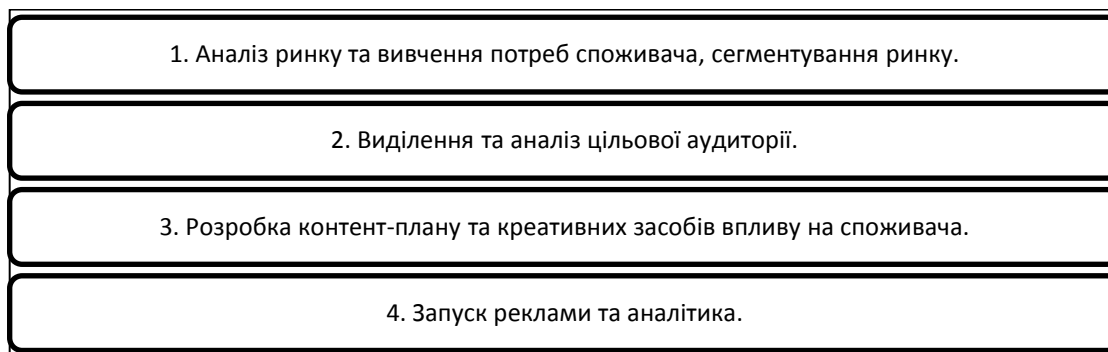 1. Аналіз ринку та вивчення потреб споживача, сегментування ринку.
2. Виділення та аналіз цільової аудиторії.
3. Розробка контент-плану та креативних засобів впливу на споживача.
4. Запуск реклами та аналітика.